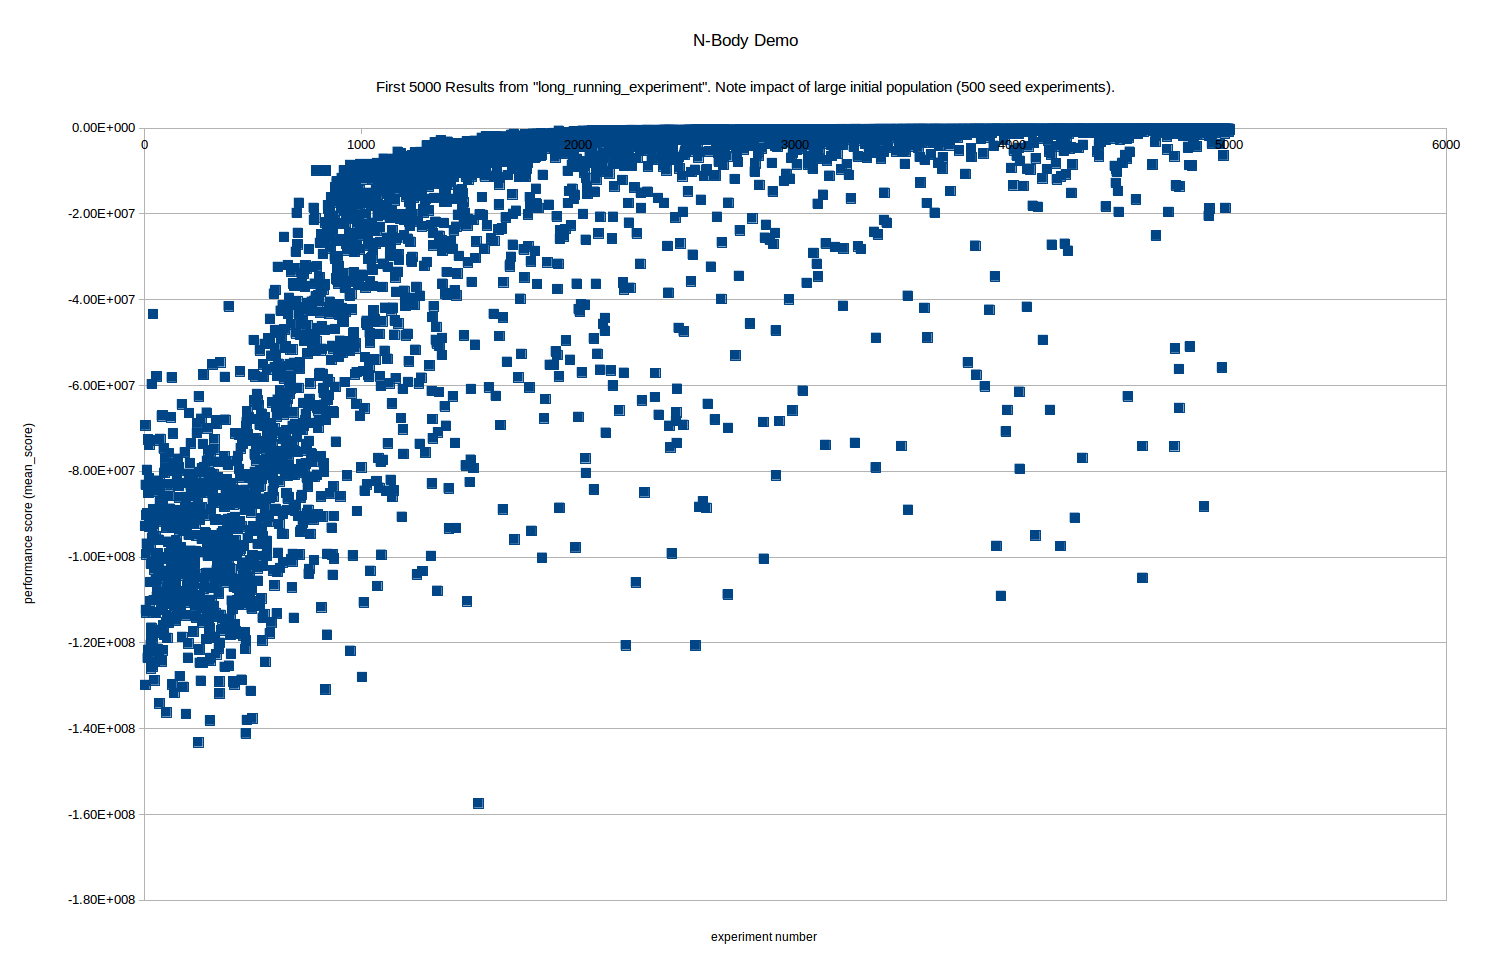 N-Body Demo
First 5000 Results from "long_running_experiment". Note impact of large initial population (500 seed experiments).
0.00E+000
0 1000 2000 3000 4000 5000 6000
-2.00E+007
-4.00E+007
-6.00E+007
-8.00E+007
-1.00E+008
-1.20E+008
-1.40E+008
-1.60E+008
-1.80E+008
performance score (mean_score)
experiment number